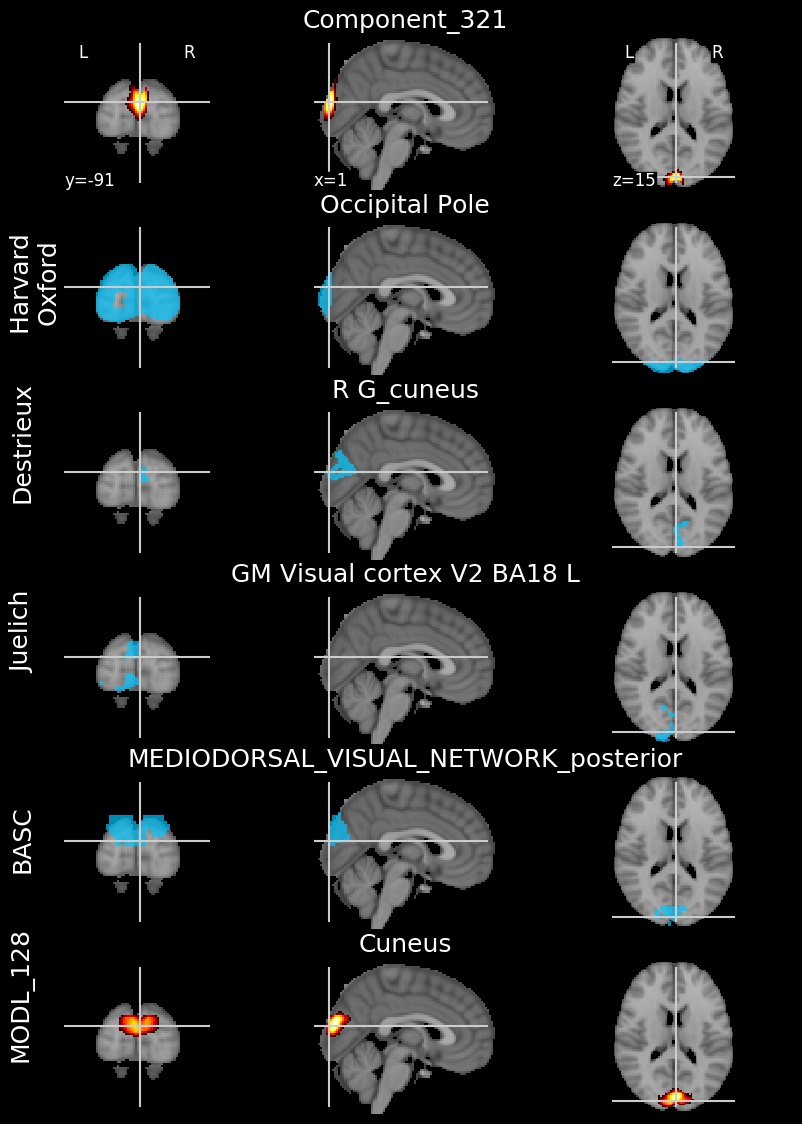 Component_321
L R
L R
y=-91
x=1
z=15
Occipital Pole
Harvard
Oxford
R G_cuneus
Destrieux
GM Visual cortex V2 BA18 L
Juelich
MEDIODORSAL_VISUAL_NETWORK_posterior
BASC
Cuneus
MODL_128